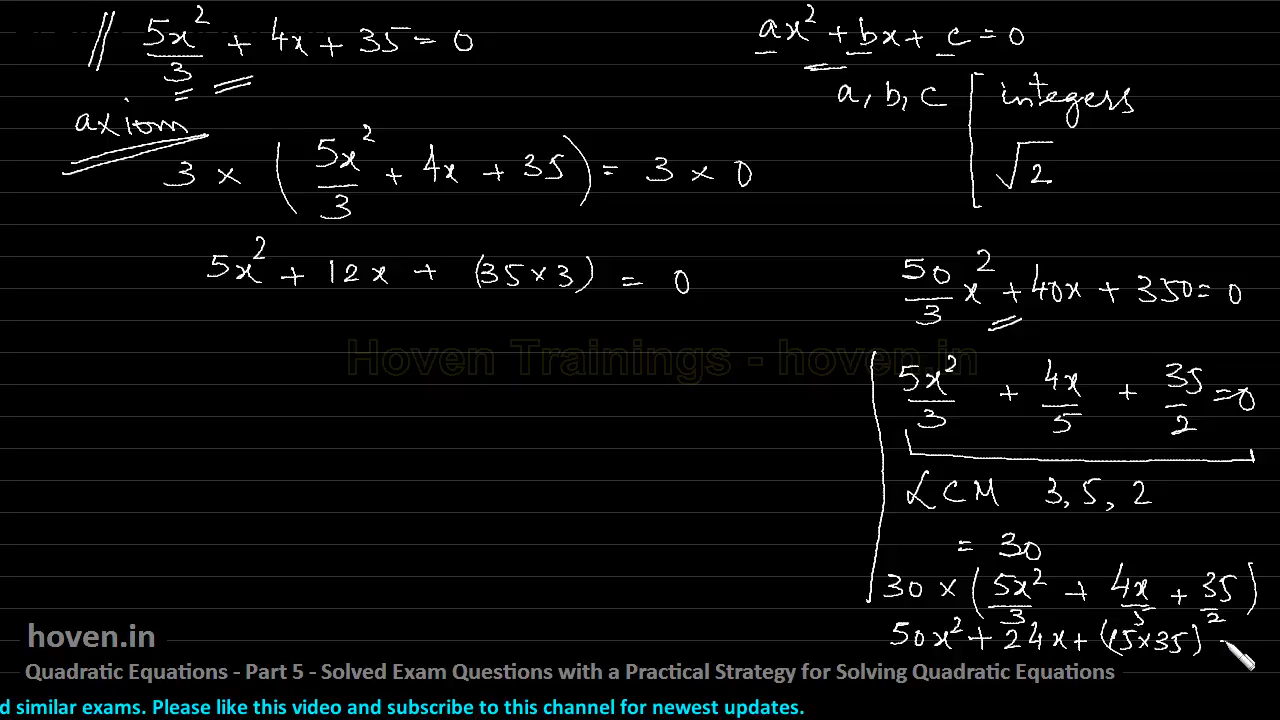 // 5x²/3 + 4x + 35 = 0
axiom
3 × (5x²/3 + 4x + 35) = 3 × 0
5x² + 12x + (35×3) = 0
ax² + bx + c = 0
a, b, c integers
√2
50/3 x² + 40x + 350 = 0
5x²/3 + 4x/5 + 35/2 = 0
LCM 3, 5, 2
= 30
30 × (5x²/3 + 4x/5 + 35/2)
50x² + 24x + (15×35)
Hoven Trainings - hoven.in
hoven.in
Quadratic Equations - Part 5 - Solved Exam Questions with a Practical Strategy for Solving Quadratic Equations
d similar exams. Please like this video and subscribe to this channel for newest updates.